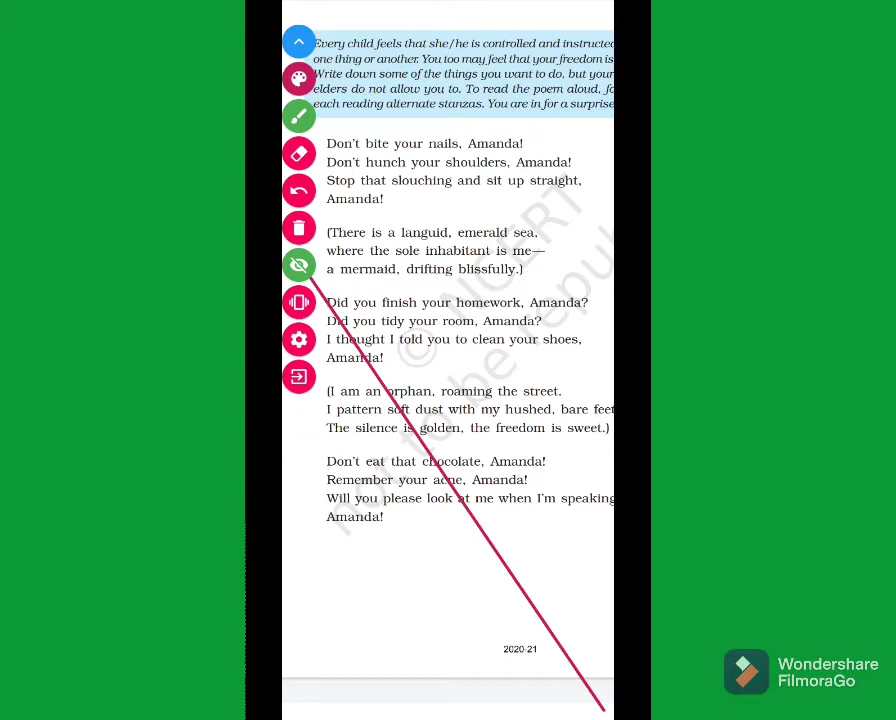 Every child feels that she/he is controlled and instructed
one thing or another. You too may feel that your freedom is
Write down some of the things you want to do, but your
elders do not allow you to. To read the poem aloud, fo
each reading alternate stanzas. You are in for a surprise
Don't bite your nails, Amanda!
Don't hunch your shoulders, Amanda!
Stop that slouching and sit up straight,
Amanda!
(There is a languid, emerald sea,
where the sole inhabitant is me—
a mermaid, drifting blissfully.)
Did you finish your homework, Amanda?
Did you tidy your room, Amanda?
I thought I told you to clean your shoes,
Amanda!
(I am an orphan, roaming the street.
I pattern soft dust with my hushed, bare feet
The silence is golden, the freedom is sweet.)
Don't eat that chocolate, Amanda!
Remember your acne, Amanda!
Will you please look at me when I'm speaking
Amanda!
© NCERT
not to be republ
2020-21
Wondershare
FilmoraGo